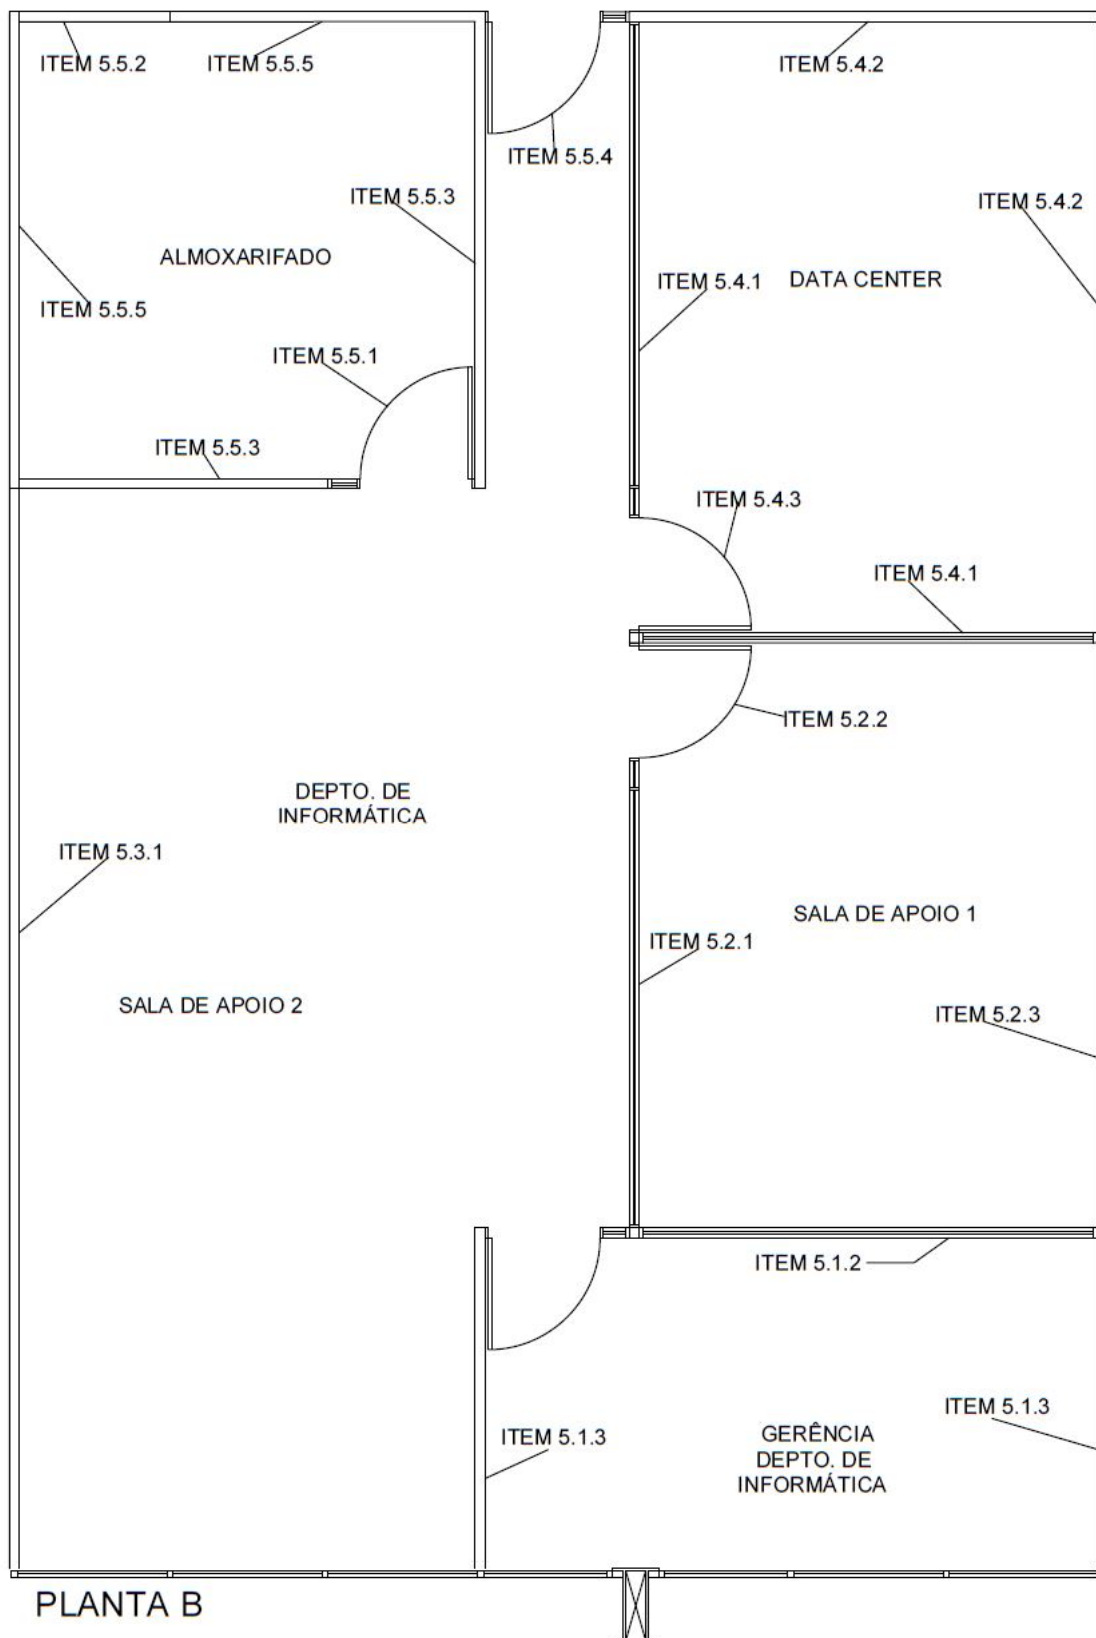 ITEM 5.5.2
ITEM 5.5.5
ITEM 5.4.2
ITEM 5.5.4
ITEM 5.5.3
ITEM 5.4.2
ALMOXARIFADO
ITEM 5.4.1
DATA CENTER
ITEM 5.5.5
ITEM 5.5.1
ITEM 5.5.3
ITEM 5.4.3
ITEM 5.4.1
ITEM 5.2.2
DEPTO. DE
INFORMÁTICA
ITEM 5.3.1
SALA DE APOIO 1
ITEM 5.2.1
SALA DE APOIO 2
ITEM 5.2.3
ITEM 5.1.2
ITEM 5.1.3
ITEM 5.1.3
GERÊNCIA
DEPTO. DE
INFORMÁTICA
PLANTA B